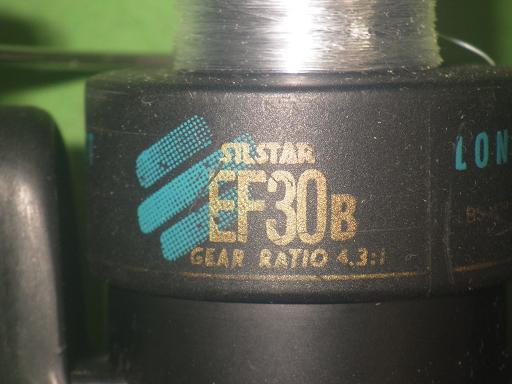 SILSTAR
EF30B
GEAR RATIO 4.3:1
LON